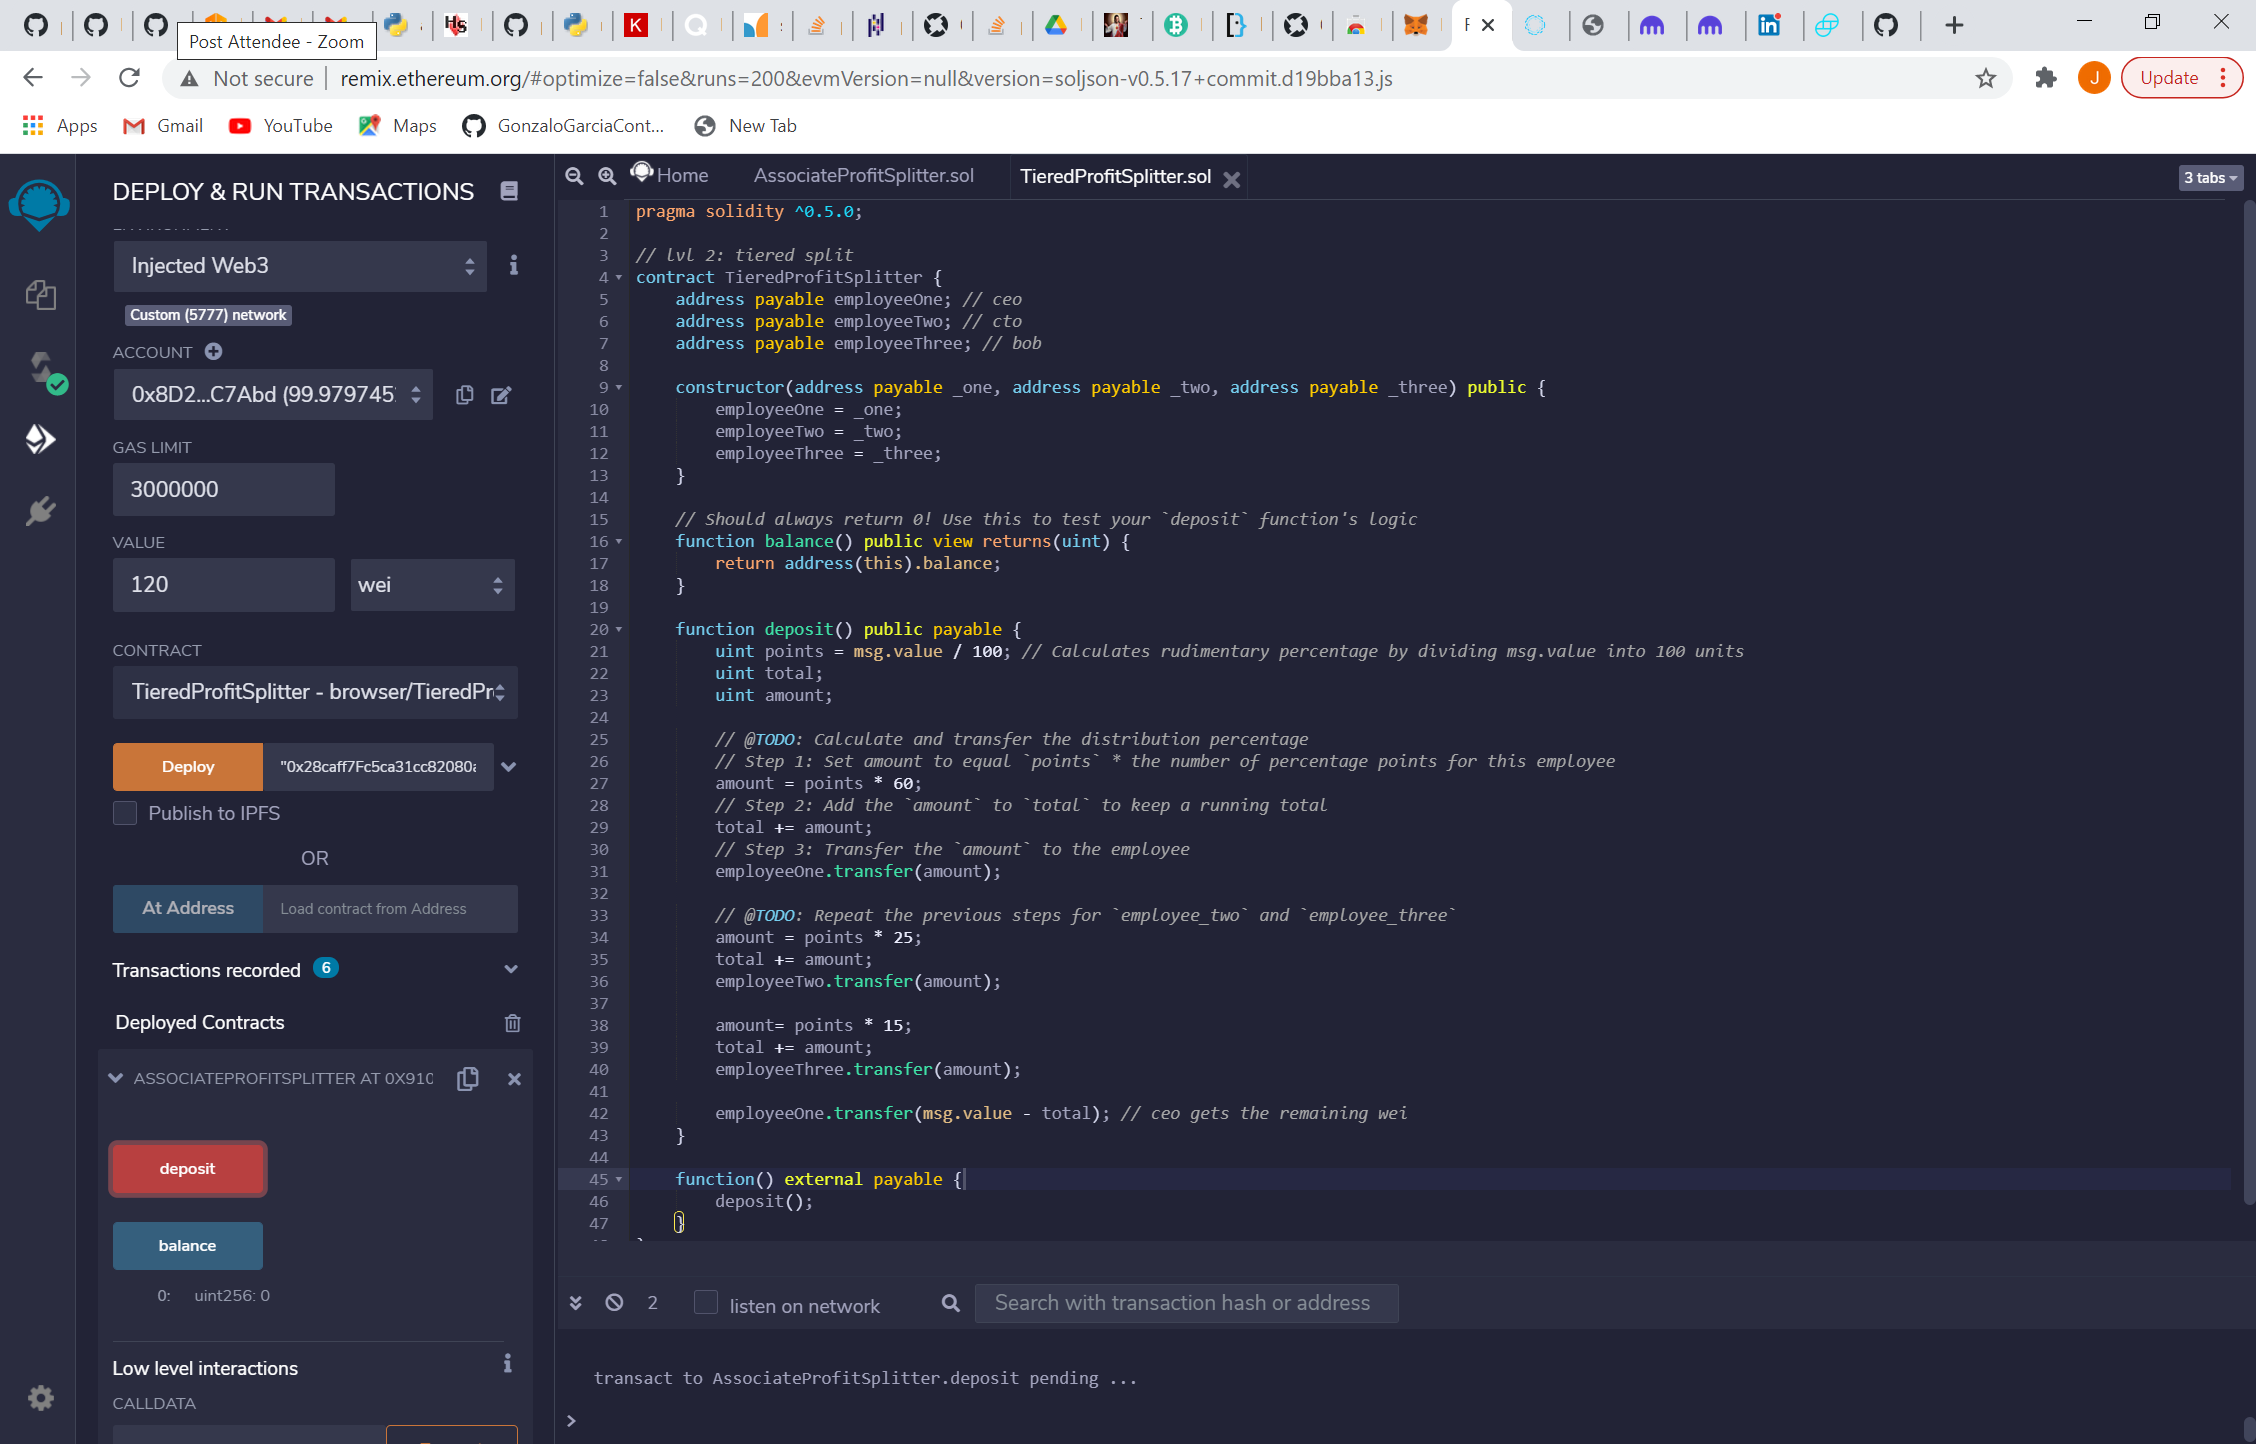 Post Attendee - Zoom
Not secure
remix.ethereum.org/#optimize=false&runs=200&evmVersion=null&version=soljson-v0.5.17+commit.d19bba13.js
J
Update
Apps
Gmail
YouTube
Maps
GonzaloGarciaCont...
New Tab
DEPLOY & RUN TRANSACTIONS
Injected Web3
Custom (5777) network
ACCOUNT
0x8D2...C7Abd (99.979745
GAS LIMIT
3000000
VALUE
120
wei
CONTRACT
TieredProfitSplitter - browser/TieredPr
Deploy
"0x28caff7Fc5ca31cc82080a
Publish to IPFS
OR
At Address
Load contract from Address
Transactions recorded 6
Deployed Contracts
ASSOCIATEPROFITSPLITTER AT 0X910
deposit
balance
0: uint256: 0
Low level interactions
CALLDATA
Home
AssociateProfitSplitter.sol
TieredProfitSplitter.sol
3 tabs
1 pragma solidity ^0.5.0;
2
3 // lvl 2: tiered split
4 contract TieredProfitSplitter {
5 address payable employeeOne; // ceo
6 address payable employeeTwo; // cto
7 address payable employeeThree; // bob
8
9 constructor(address payable _one, address payable _two, address payable _three) public {
10 employeeOne = _one;
11 employeeTwo = _two;
12 employeeThree = _three;
13 }
14
15 // Should always return 0! Use this to test your `deposit` function's logic
16 function balance() public view returns(uint) {
17 return address(this).balance;
18 }
19
20 function deposit() public payable {
21 uint points = msg.value / 100; // Calculates rudimentary percentage by dividing msg.value into 100 units
22 uint total;
23 uint amount;
24
25 // @TODO: Calculate and transfer the distribution percentage
26 // Step 1: Set amount to equal `points` * the number of percentage points for this employee
27 amount = points * 60;
28 // Step 2: Add the `amount` to `total` to keep a running total
29 total += amount;
30 // Step 3: Transfer the `amount` to the employee
31 employeeOne.transfer(amount);
32
33 // @TODO: Repeat the previous steps for `employee_two` and `employee_three`
34 amount = points * 25;
35 total += amount;
36 employeeTwo.transfer(amount);
37
38 amount= points * 15;
39 total += amount;
40 employeeThree.transfer(amount);
41
42 employeeOne.transfer(msg.value - total); // ceo gets the remaining wei
43 }
44
45 function() external payable {
46 deposit();
47 }
2
listen on network
Search with transaction hash or address
transact to AssociateProfitSplitter.deposit pending ...
>